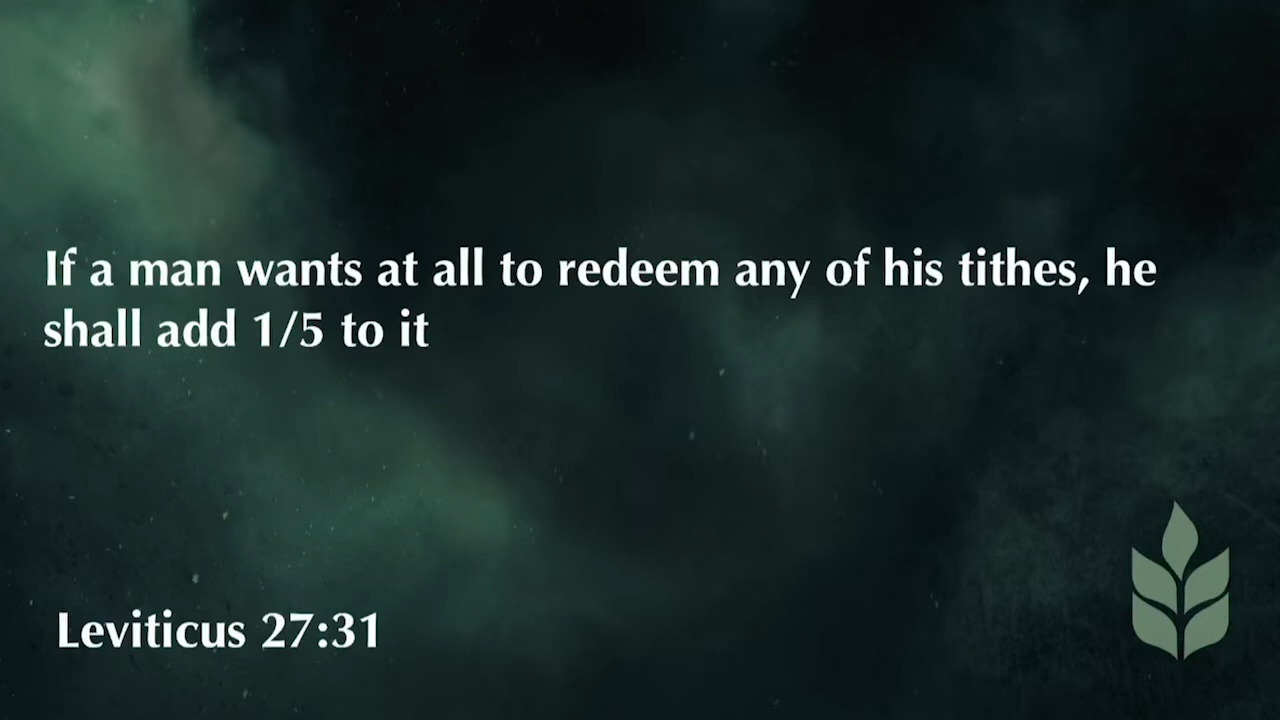 If a man wants at all to redeem any of his tithes, he
shall add 1/5 to it
Leviticus 27:31